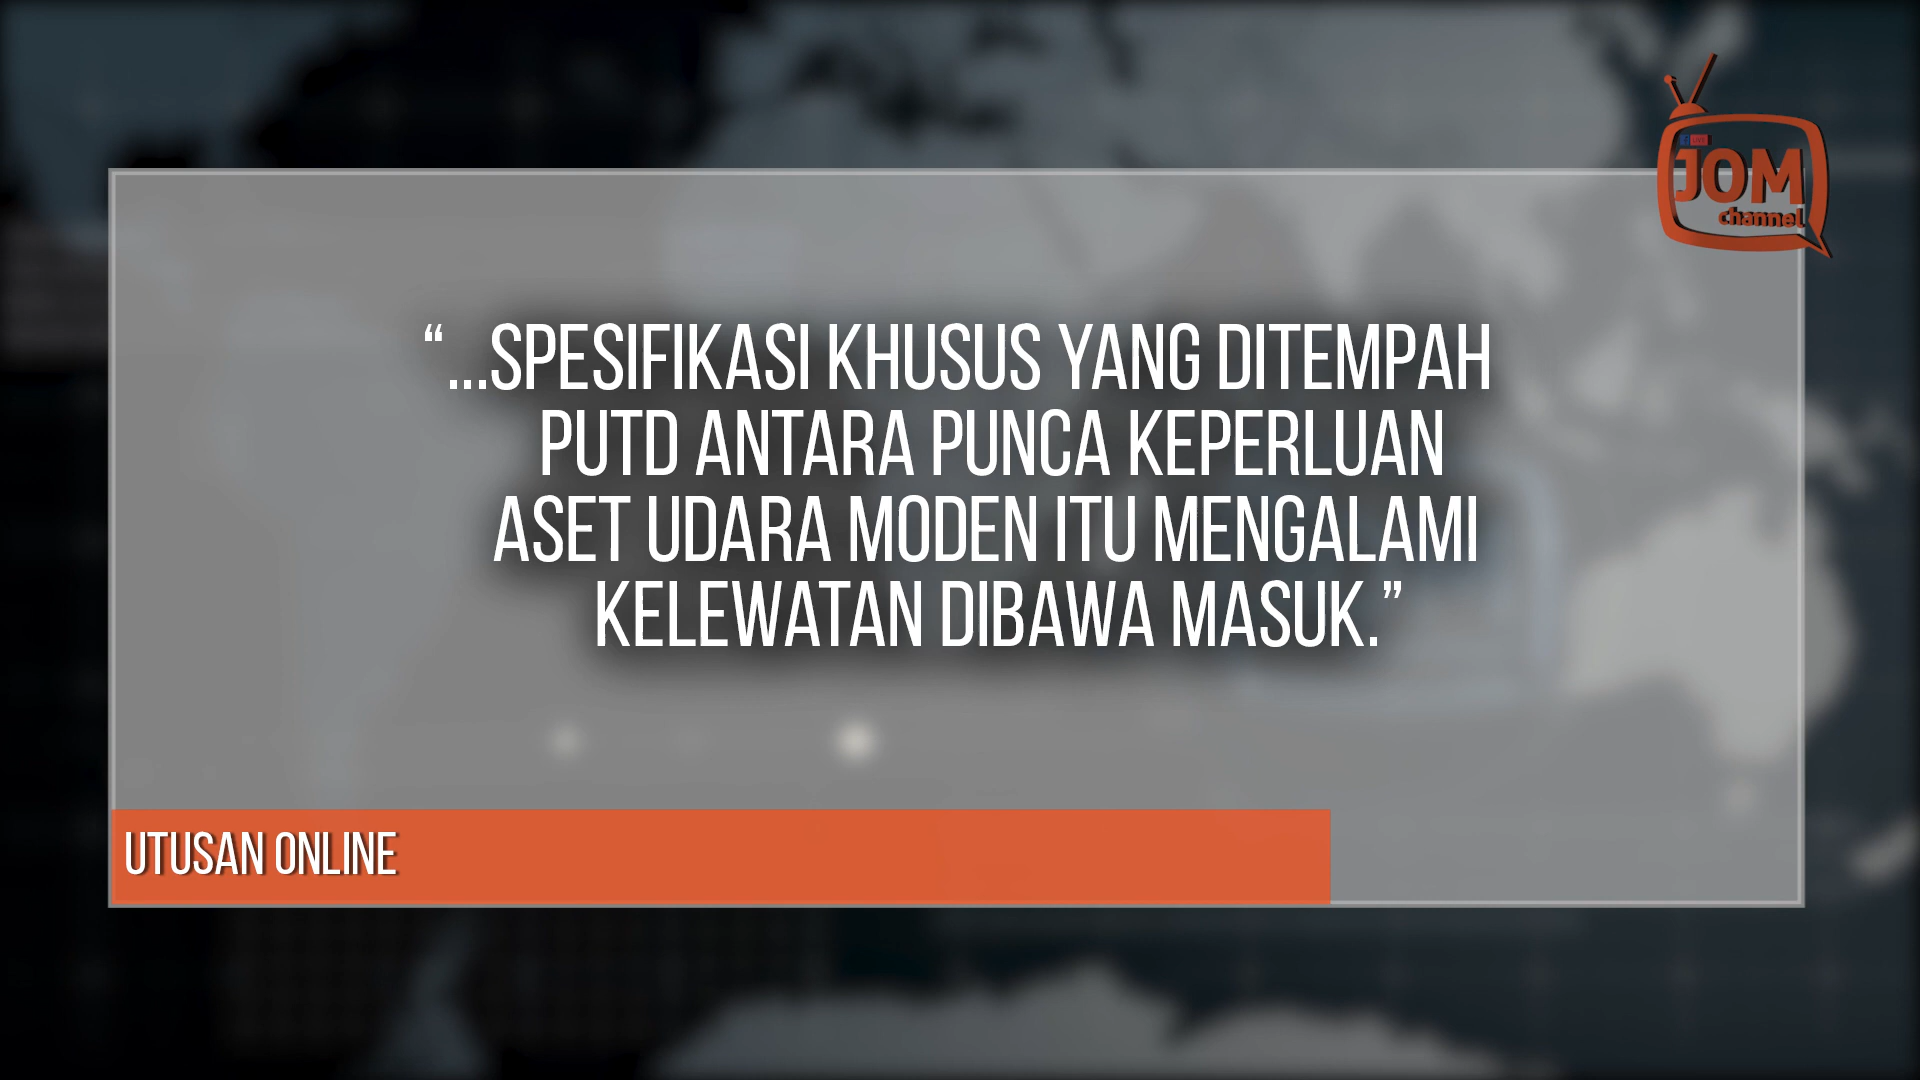 JOM
channel
“...SPESIFIKASI KHUSUS YANG DITEMPAH
PUTD ANTARA PUNCA KEPERLUAN
ASET UDARA MODEN ITU MENGALAMI
KELEWATAN DIBAWA MASUK.”
UTUSAN ONLINE